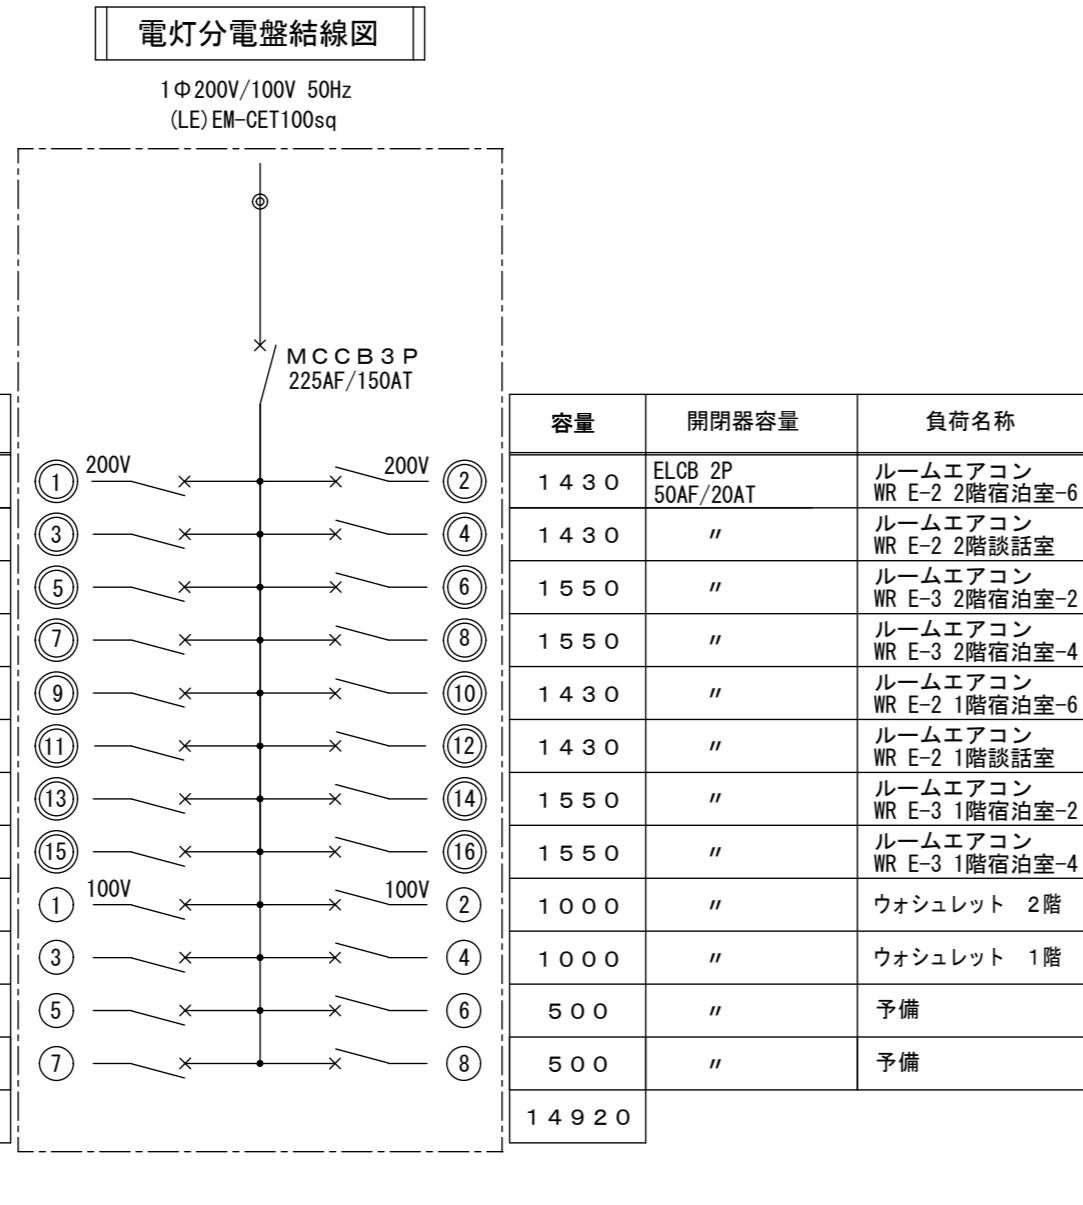 電灯分電盤結線図
1Φ200V/100V 50Hz
(LE)EM-CET100sq
MCCB3P
225AF/150AT
容量 開閉器容量 負荷名称
1 200V 200V 2 1430 ELCB 2P
50AF/20AT ルームエアコン
WR E-2 2階宿泊室-6
3 4 1430 〃 ルームエアコン
WR E-2 2階談話室
5 6 1550 〃 ルームエアコン
WR E-3 2階宿泊室-2
7 8 1550 〃 ルームエアコン
WR E-3 2階宿泊室-4
9 10 1430 〃 ルームエアコン
WR E-2 1階宿泊室-6
11 12 1430 〃 ルームエアコン
WR E-2 1階談話室
13 14 1550 〃 ルームエアコン
WR E-3 1階宿泊室-2
15 16 1550 〃 ルームエアコン
WR E-3 1階宿泊室-4
1 100V 100V 2 1000 〃 ウォシュレット 2階
3 4 1000 〃 ウォシュレット 1階
5 6 500 〃 予備
7 8 500 〃 予備
14920